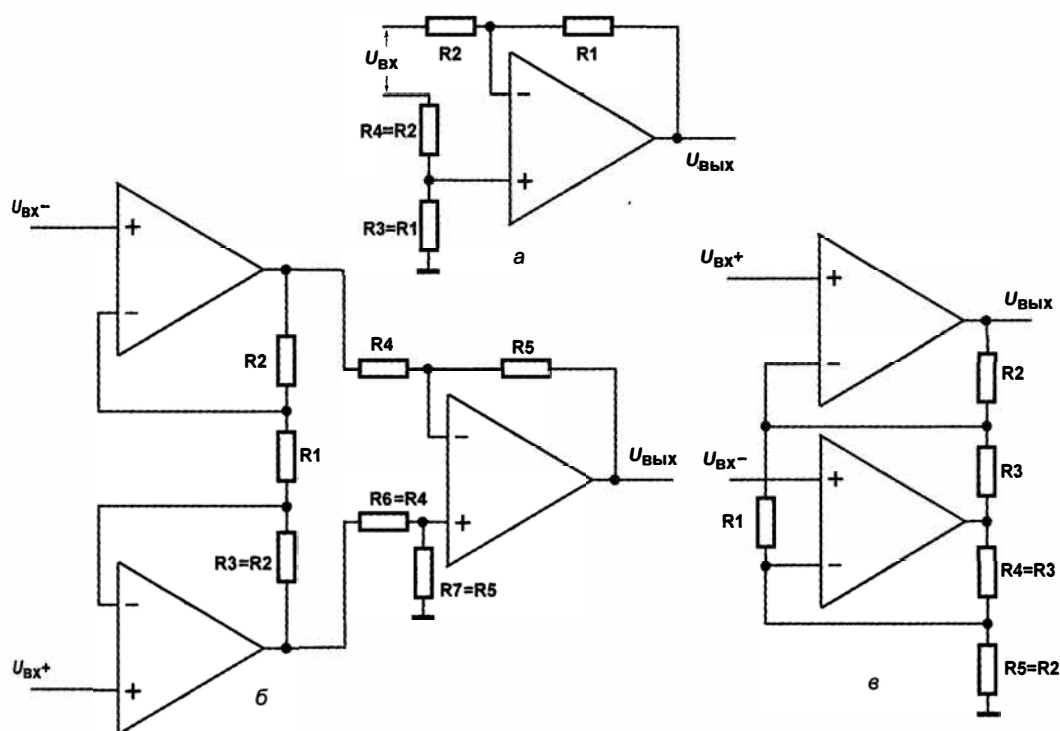 R2
R1
Uвх
R4=R2
−
+
Uвых
R3=R1
а
Uвх−
+
−
R2
R1
R3=R2
−
+
Uвх+
R4
R5
−
+
Uвых
R6=R4
R7=R5
б
Uвх+
+
−
Uвых
R2
R3
Uвх−
+
−
R1
R4=R3
R5=R2
в